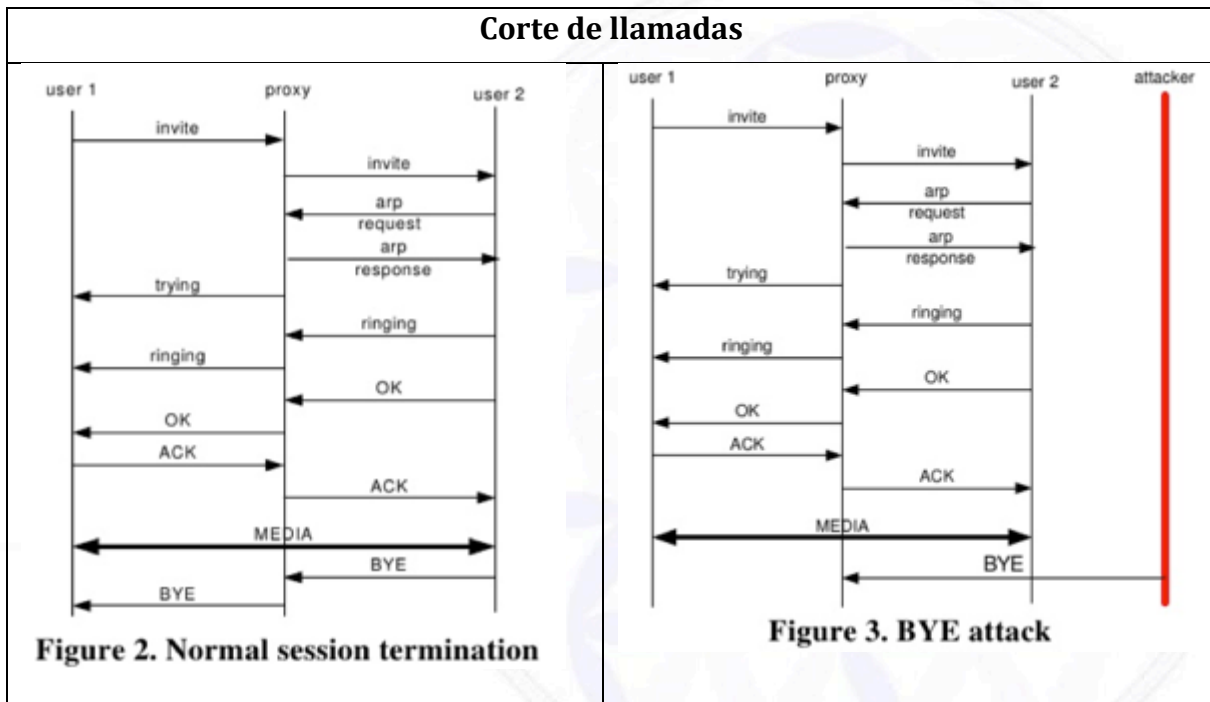 Corte de llamadas
user 1
proxy
user 2
invite
invite
arp
request
arp
response
trying
ringing
ringing
OK
OK
ACK
ACK
MEDIA
BYE
BYE
Figure 2. Normal session termination
user 1
proxy
user 2
attacker
invite
invite
arp
request
arp
response
trying
ringing
ringing
OK
OK
ACK
ACK
MEDIA
BYE
Figure 3. BYE attack